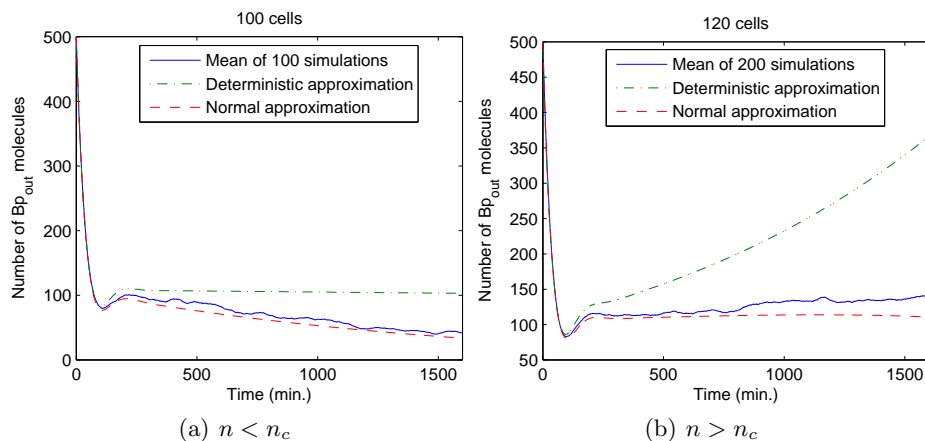 100 cells
500
400
300
200
100
0
Number of Bp_out molecules
0
500
1000
1500
Time (min.)
Mean of 100 simulations
Deterministic approximation
Normal approximation
(a) n < n_c
120 cells
500
450
400
350
300
250
200
150
100
50
Number of Bp_out molecules
0
500
1000
1500
Time (min.)
Mean of 200 simulations
Deterministic approximation
Normal approximation
(b) n > n_c